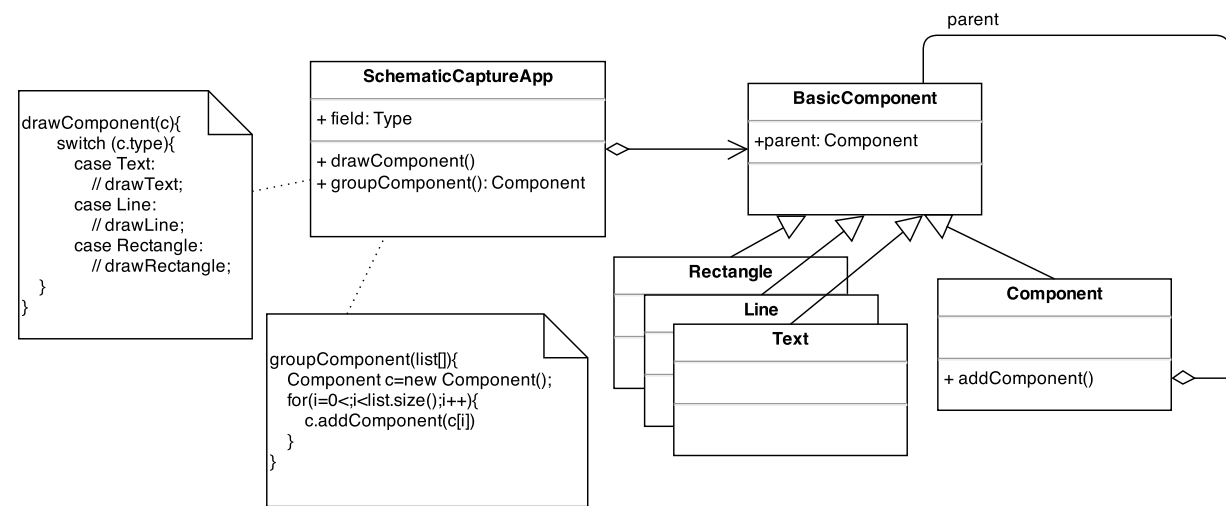 parent
SchematicCaptureApp
+ field: Type
+ drawComponent()
+ groupComponent(): Component
BasicComponent
+parent: Component
drawComponent(c){
switch (c.type){
case Text:
// drawText;
case Line:
// drawLine;
case Rectangle:
// drawRectangle;
}
}
groupComponent(list[]){
Component c=new Component();
for(i=0<;i<list.size();i++){
c.addComponent(c[i])
}
}
Rectangle
Line
Text
Component
+ addComponent()